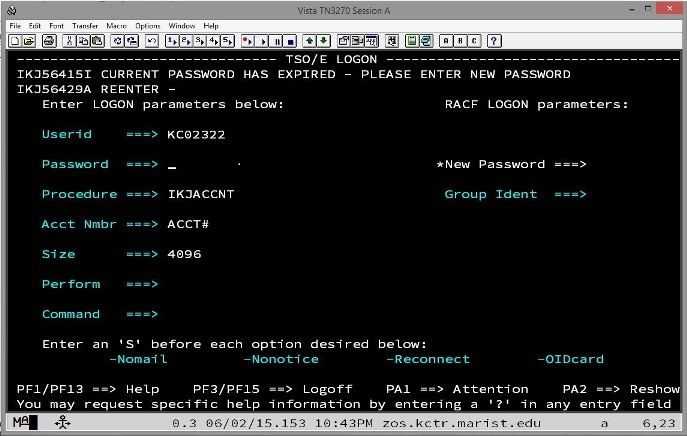 Vista TN3270 Session A
File Edit Font Transfer Macro Options Window Help
TSO/E LOGON
IKJ56415I CURRENT PASSWORD HAS EXPIRED - PLEASE ENTER NEW PASSWORD
IKJ56429A REENTER -
Enter LOGON parameters below: RACF LOGON parameters:
Userid ===> KC02322
Password ===> _ *New Password ===>
Procedure ===> IKJACCNT Group Ident ===>
Acct Nmbr ===> ACCT#
Size ===> 4096
Perform ===>
Command ===>
Enter an 'S' before each option desired below:
-Nomail -Nonotice -Reconnect -OIDcard
PF1/PF13 ==> Help PF3/PF15 ==> Logoff PA1 ==> Attention PA2 ==> Reshow
You may request specific help information by entering a '?' in any entry field
0.3 06/02/15.153 10:43PM zos.kctr.marist.edu a 6,23